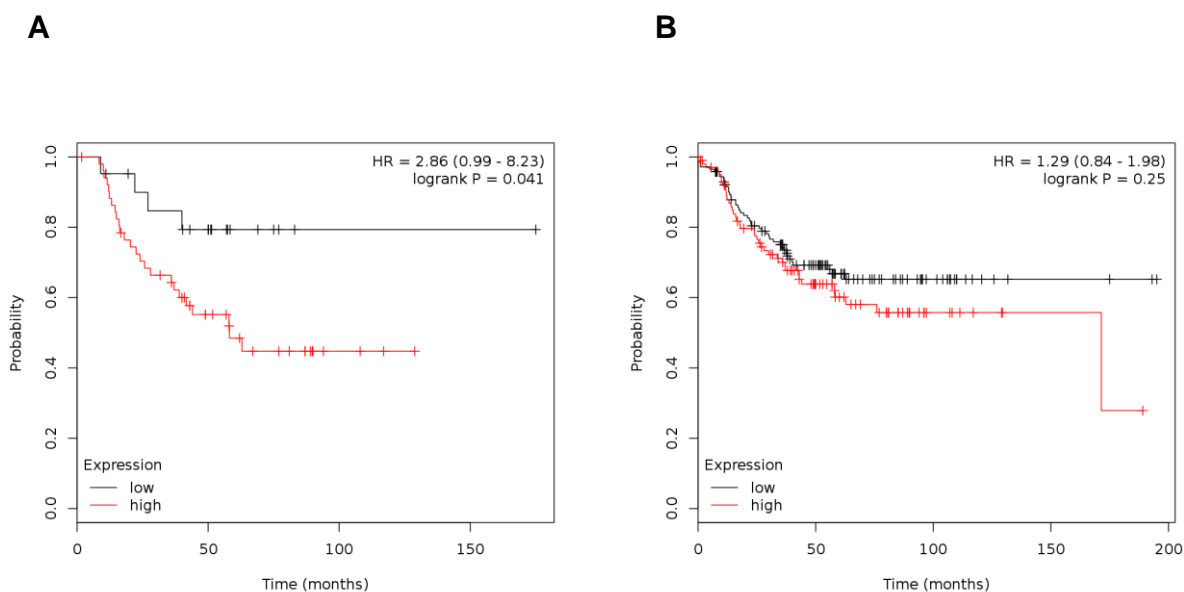 A
B
HR = 2.86 (0.99 - 8.23)
logrank P = 0.041
Probability
1.0
0.8
0.6
0.4
0.2
0.0
Expression
low
high
0
50
100
150
Time (months)
HR = 1.29 (0.84 - 1.98)
logrank P = 0.25
Probability
1.0
0.8
0.6
0.4
0.2
0.0
Expression
low
high
0
50
100
150
200
Time (months)